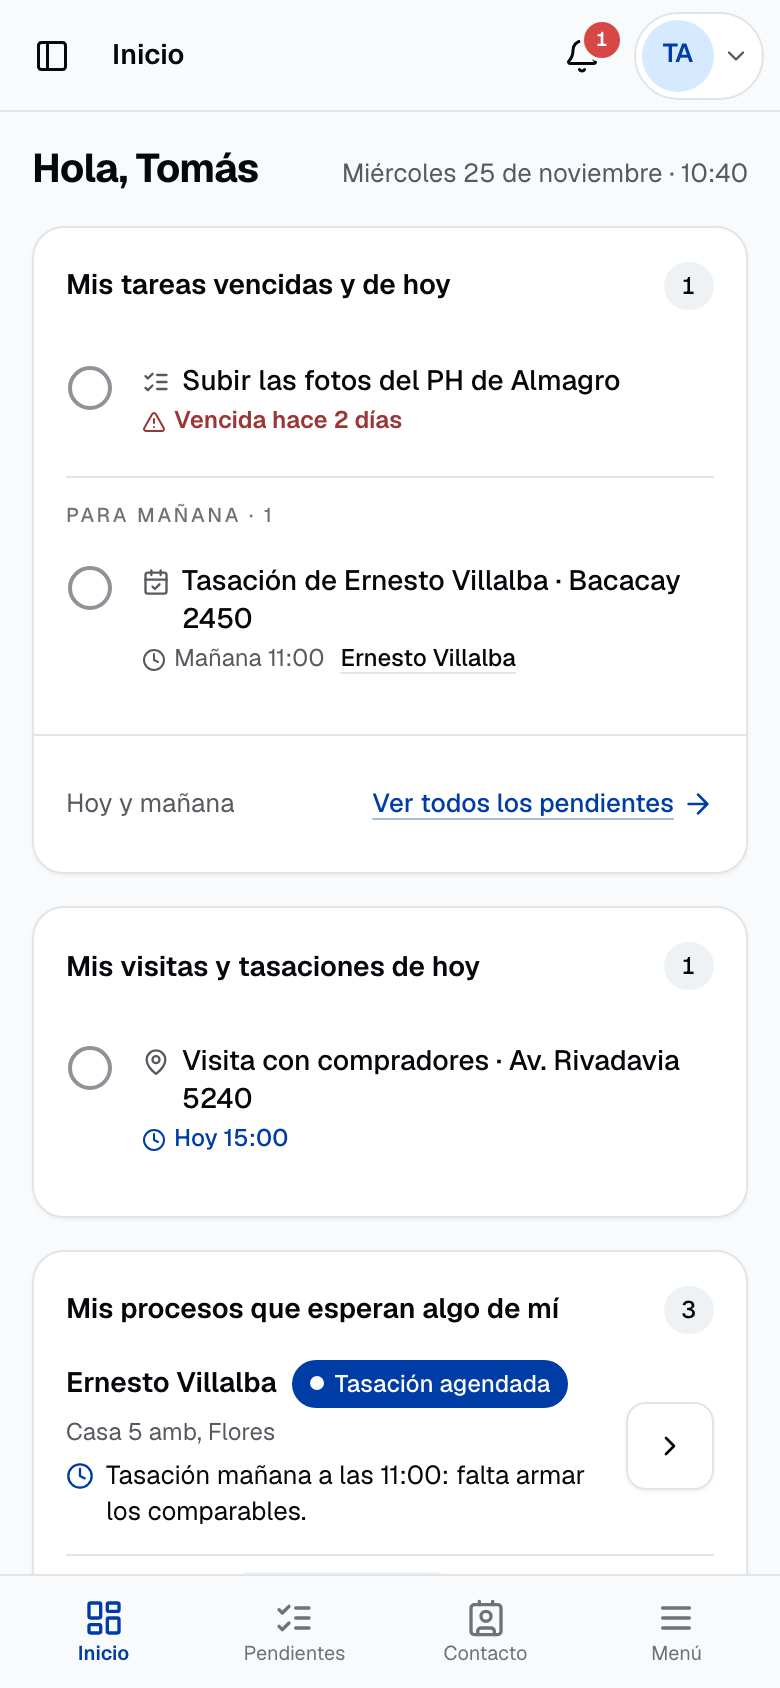 Inicio
1
TA
Hola, Tomás
Miércoles 25 de noviembre · 10:40
Mis tareas vencidas y de hoy
1
Subir las fotos del PH de Almagro
Vencida hace 2 días
PARA MAÑANA · 1
Tasación de Ernesto Villalba · Bacacay
2450
Mañana 11:00 Ernesto Villalba
Hoy y mañana
Ver todos los pendientes
Mis visitas y tasaciones de hoy
1
Visita con compradores · Av. Rivadavia
5240
Hoy 15:00
Mis procesos que esperan algo de mí
3
Ernesto Villalba
Tasación agendada
Casa 5 amb, Flores
Tasación mañana a las 11:00: falta armar
los comparables.
Inicio
Pendientes
Contacto
Menú